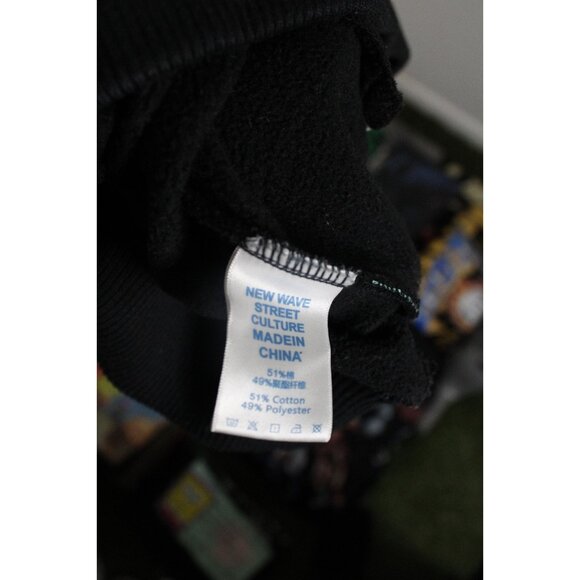 NEW WAVE
STREET
CULTURE
MADEIN
CHINA
51%棉
49%聚酯纤维
51% Cotton
49% Polyester